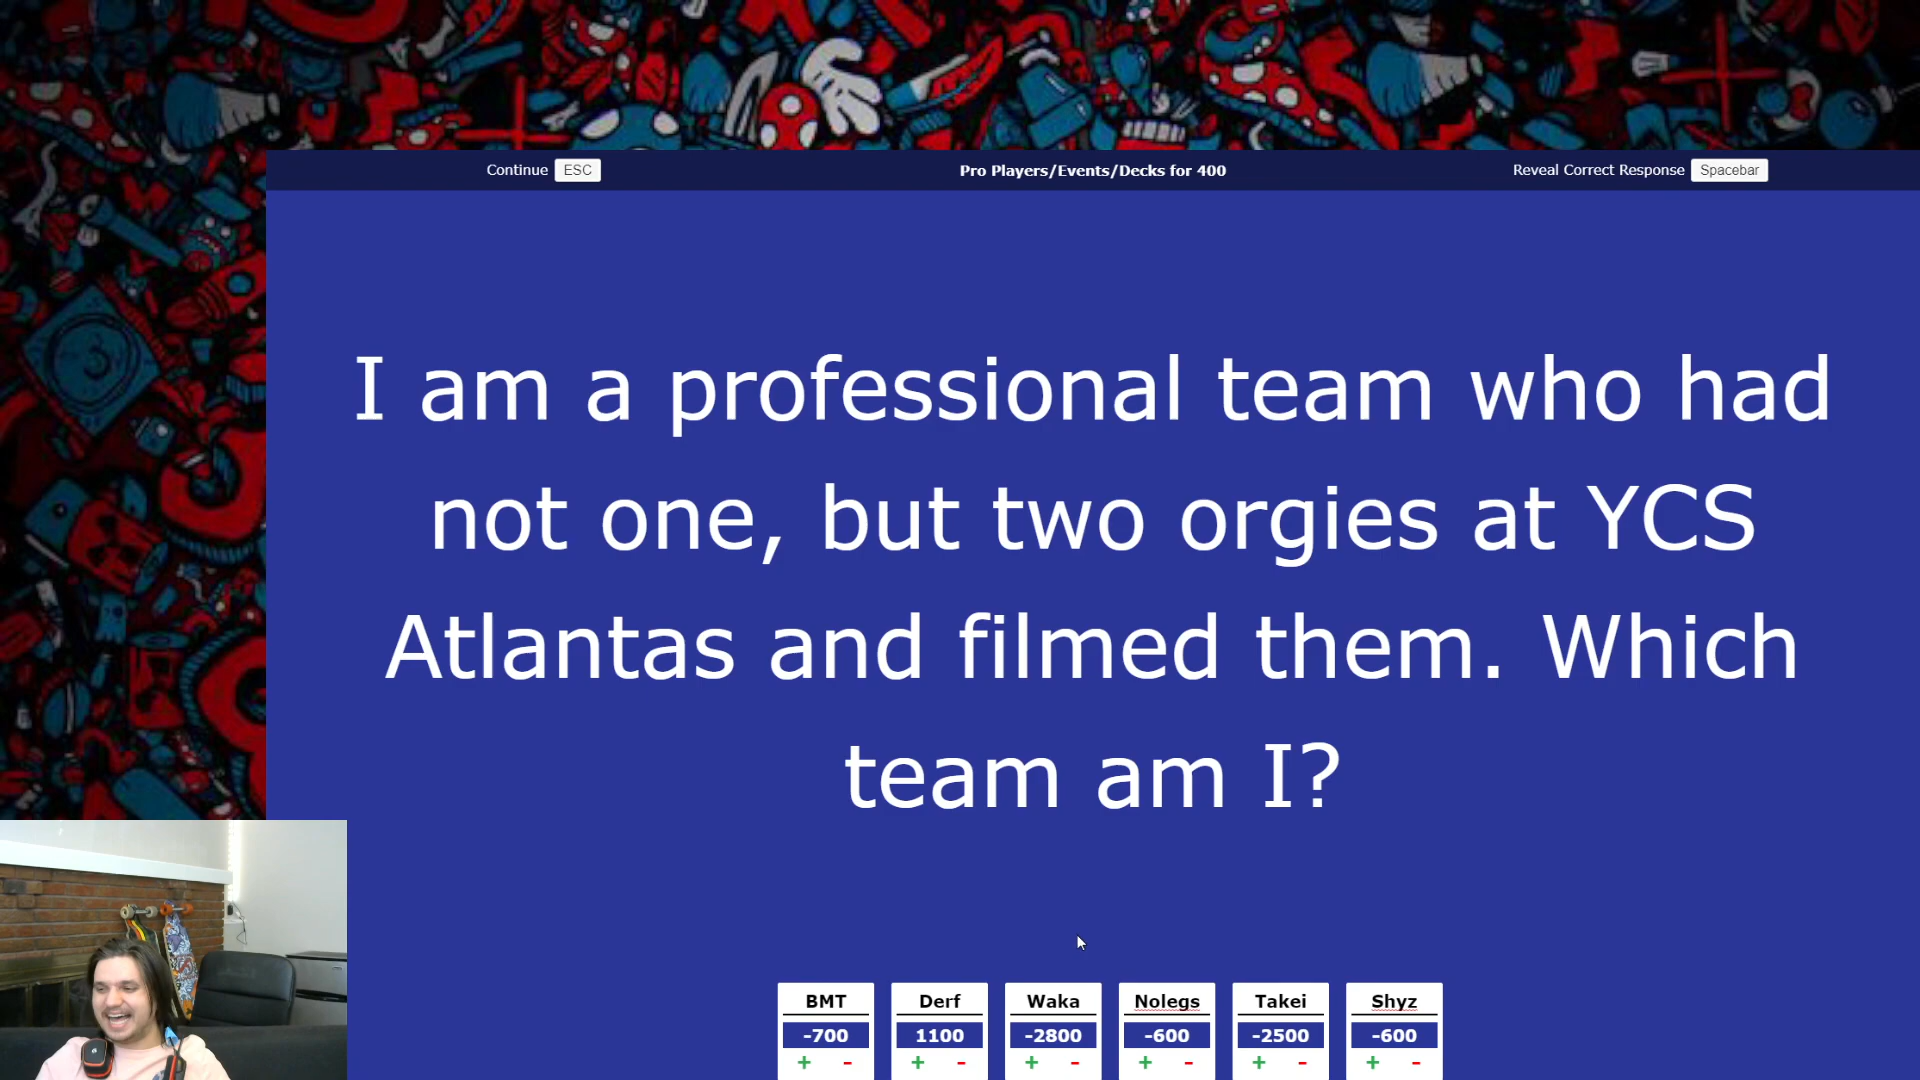 Continue ESC Pro Players/Events/Decks for 400 Reveal Correct Response Spacebar
I am a professional team who had
not one, but two orgies at YCS
Atlantas and filmed them. Which
team am I?
BMT Derf Waka Nolegs Takei Shyz
-700 1100 -2800 -600 -2500 -600
+ - + - + - + - + - + -